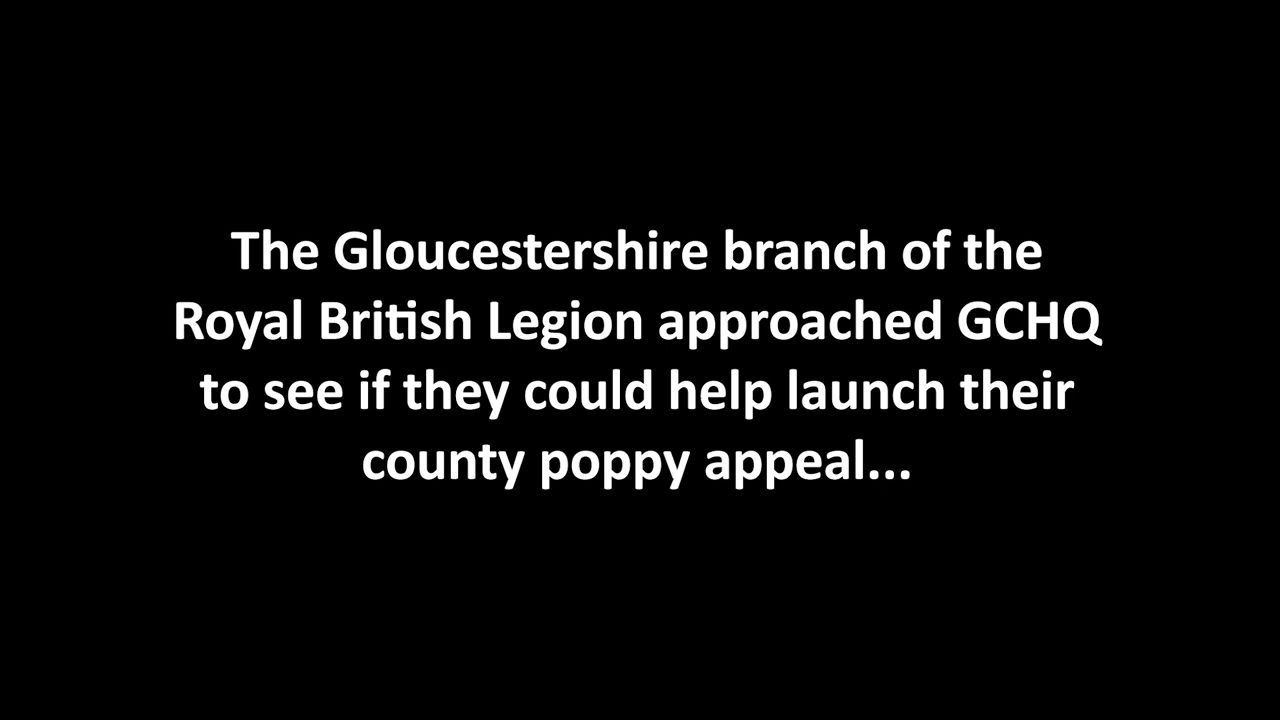 The Gloucestershire branch of the
Royal British Legion approached GCHQ
to see if they could help launch their
county poppy appeal...